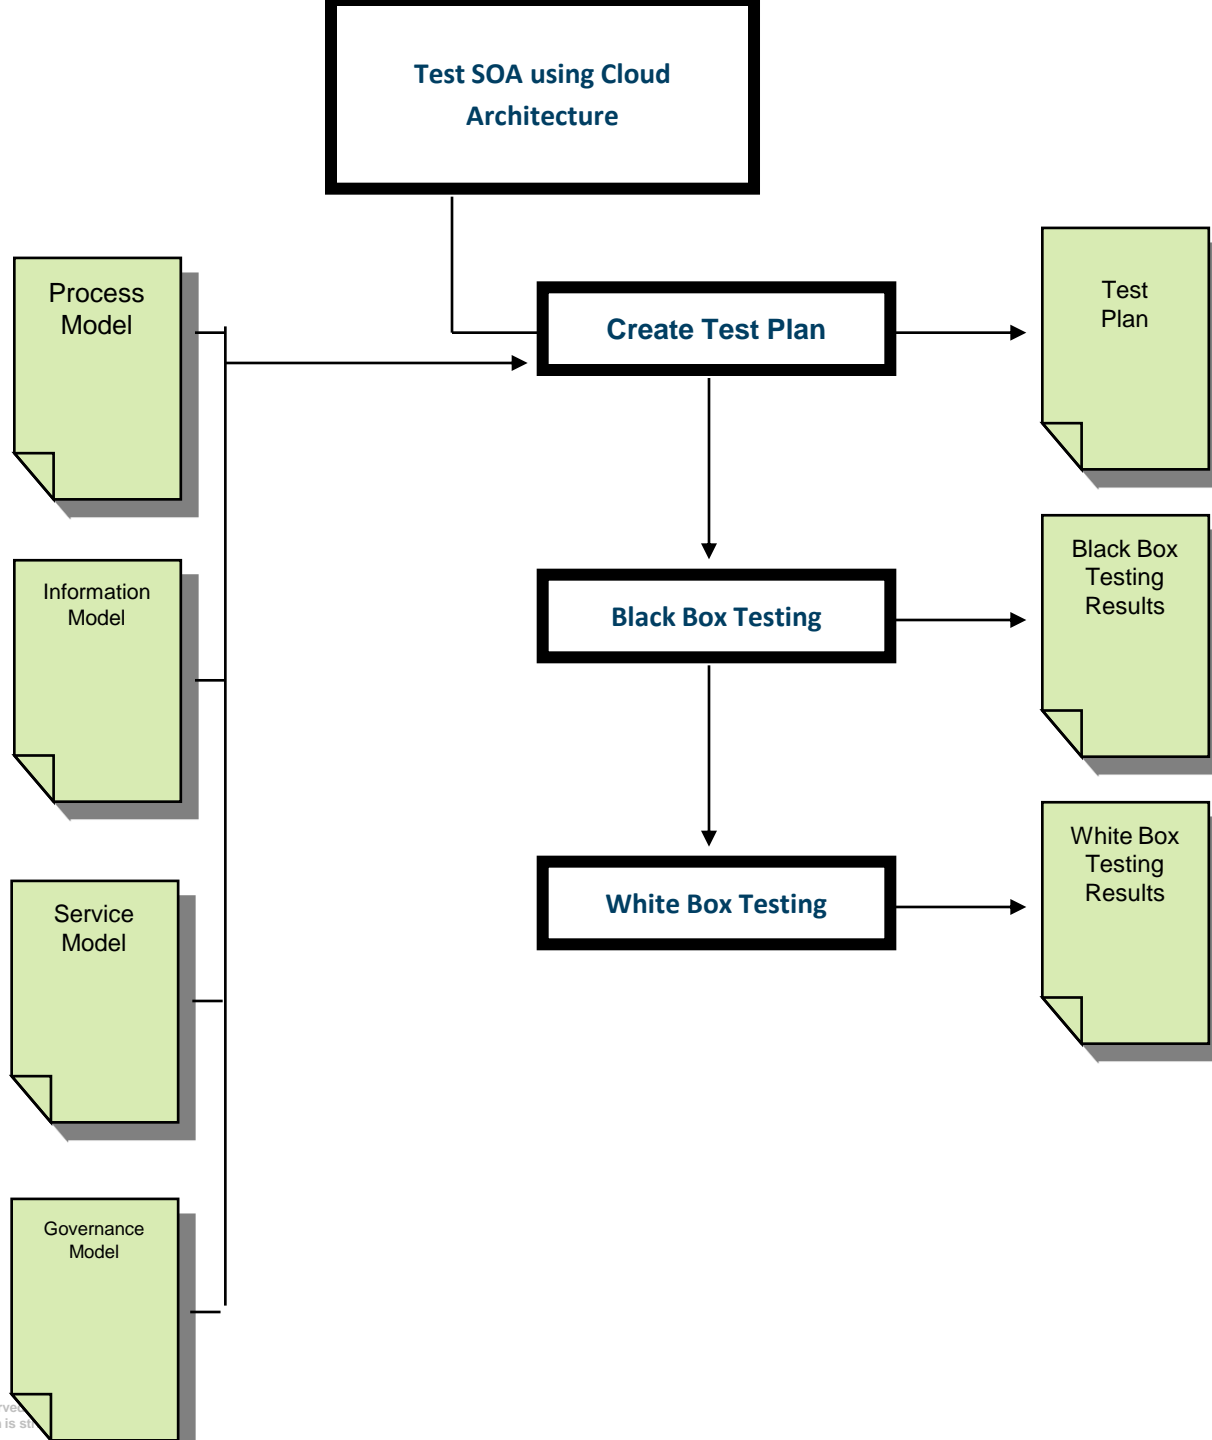 Test SOA using Cloud
Architecture
Process
Model
Create Test Plan
Test
Plan
Information
Model
Black Box Testing
Black Box
Testing
Results
Service
Model
White Box Testing
White Box
Testing
Results
Governance
Model
is